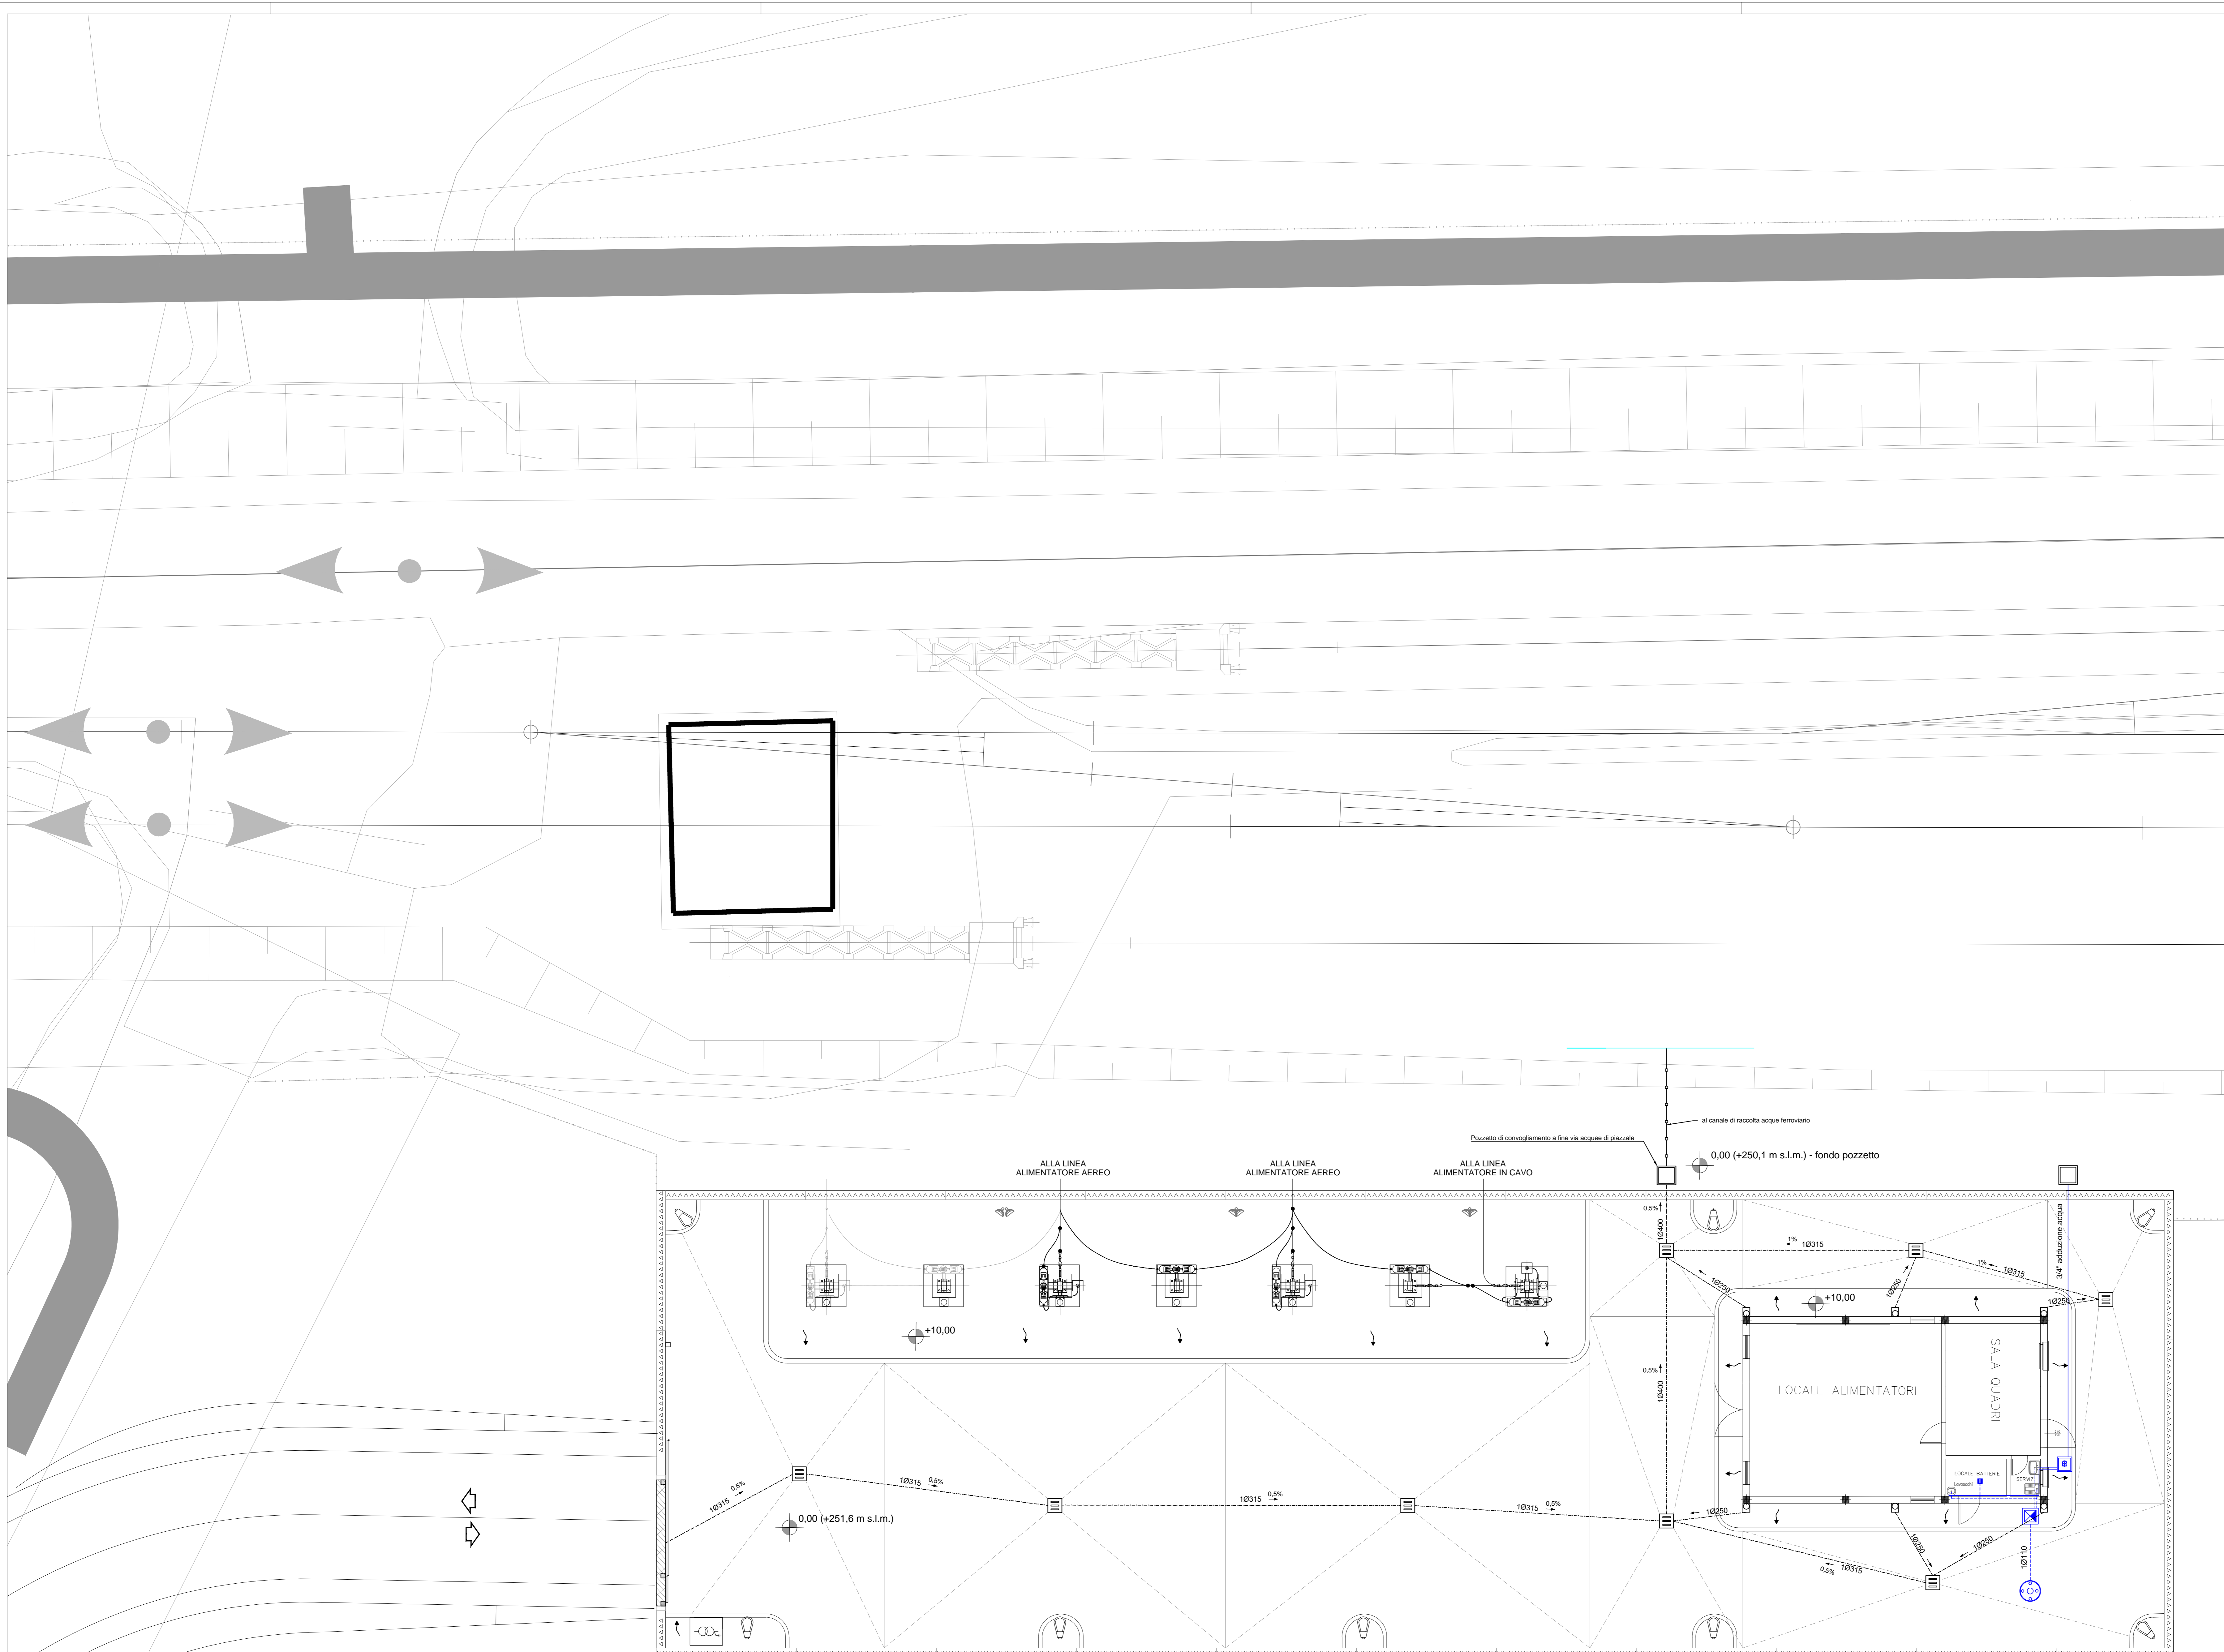 al canale di raccolta acque ferroviario
Pozzetto di convogliamento a fine via acquee di piazzale
0,00 (+250,1 m s.l.m.) - fondo pozzetto
ALLA LINEA
ALIMENTATORE AEREO
ALLA LINEA
ALIMENTATORE AEREO
ALLA LINEA
ALIMENTATORE IN CAVO
0,5%
1Ø400
3/4" adduzione acqua
1%
1Ø315
1%
1Ø315
1Ø250
1Ø250
1Ø250
+10,00
+10,00
0,5%
1Ø400
LOCALE ALIMENTATORI
SALA QUADRI
LOCALE BATTERIE
Lavaocchi
SERVIZI
1Ø315
0,5%
1Ø315
0,5%
1Ø315
0,5%
1Ø315
0,5%
1Ø250
0,00 (+251,6 m s.l.m.)
1Ø250
1Ø250
1Ø110
0,5%
1Ø315